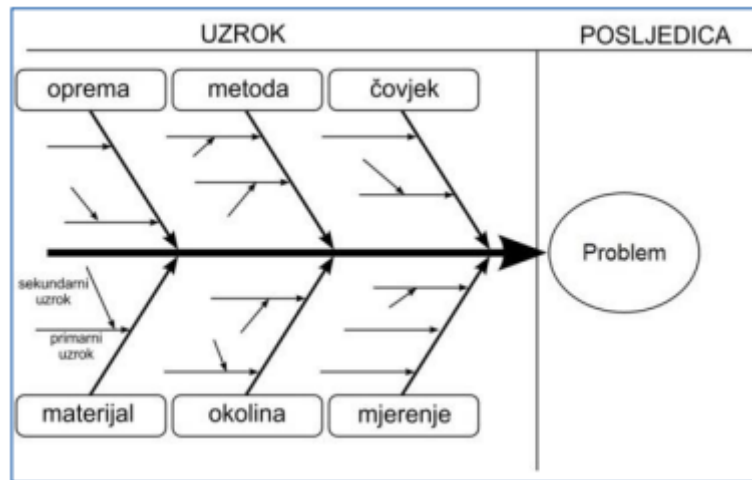 UZROK
POSLJEDICA
oprema
metoda
čovjek
Problem
sekundarni
uzrok
primarni
uzrok
materijal
okolina
mjerenje